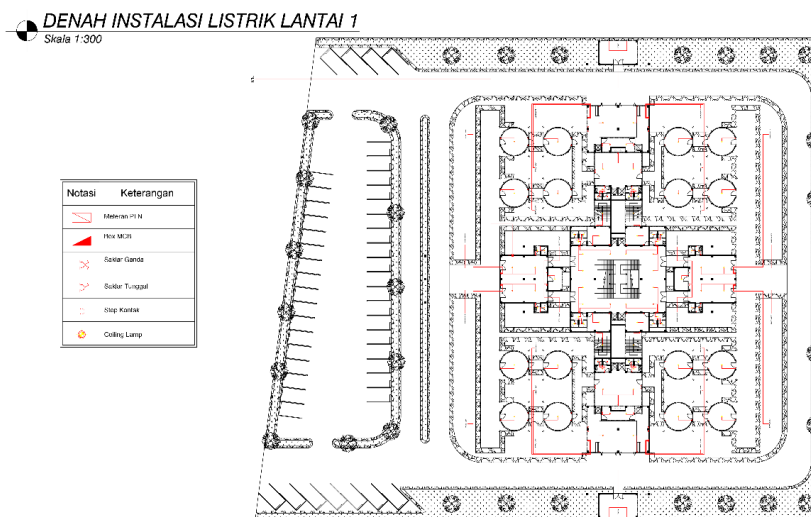 DENAH INSTALASI LISTRIK LANTAI 1
Skala 1:300
Notasi Keterangan
Meteran PLN
Box MCB
Saklar Ganda
Saklar Tunggal
Stop Kontak
Ceiling Lamp